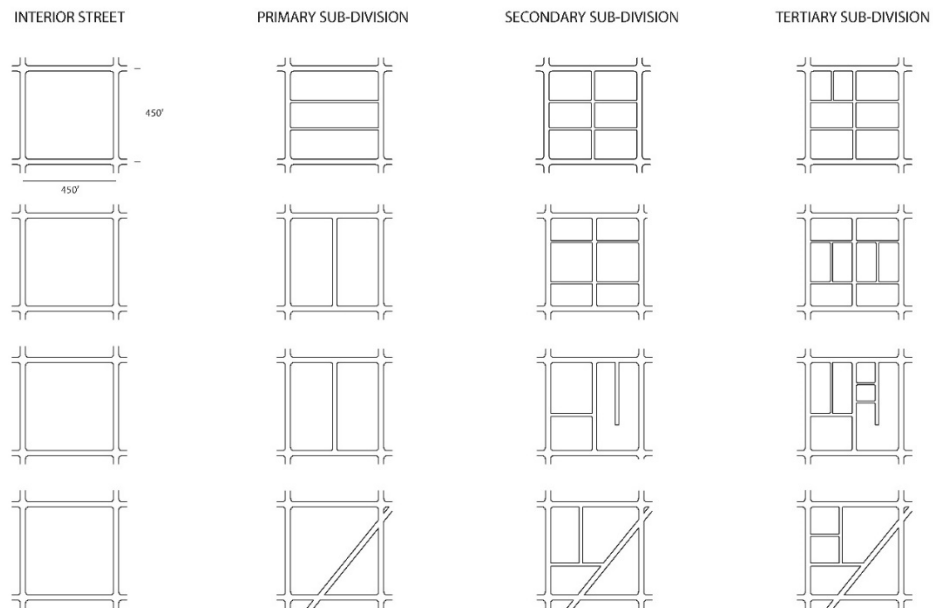 INTERIOR STREET
PRIMARY SUB-DIVISION
SECONDARY SUB-DIVISION
TERTIARY SUB-DIVISION
450'
450'